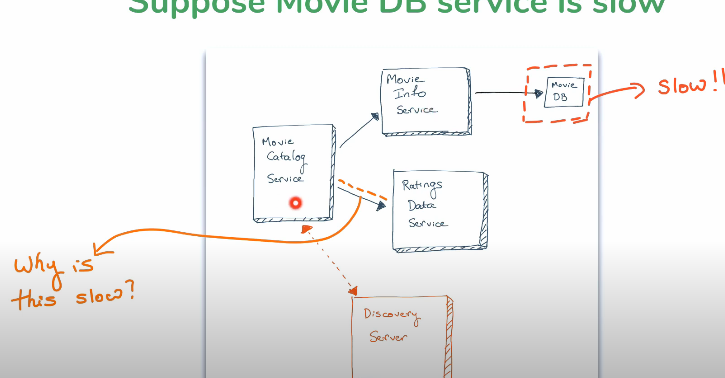 Suppose Movie DB service is slow
Movie
Info
Service
Movie
DB
slow!!
Movie
Catalog
Service
Ratings
Data
Service
Why is
this slow?
Discovery
Server